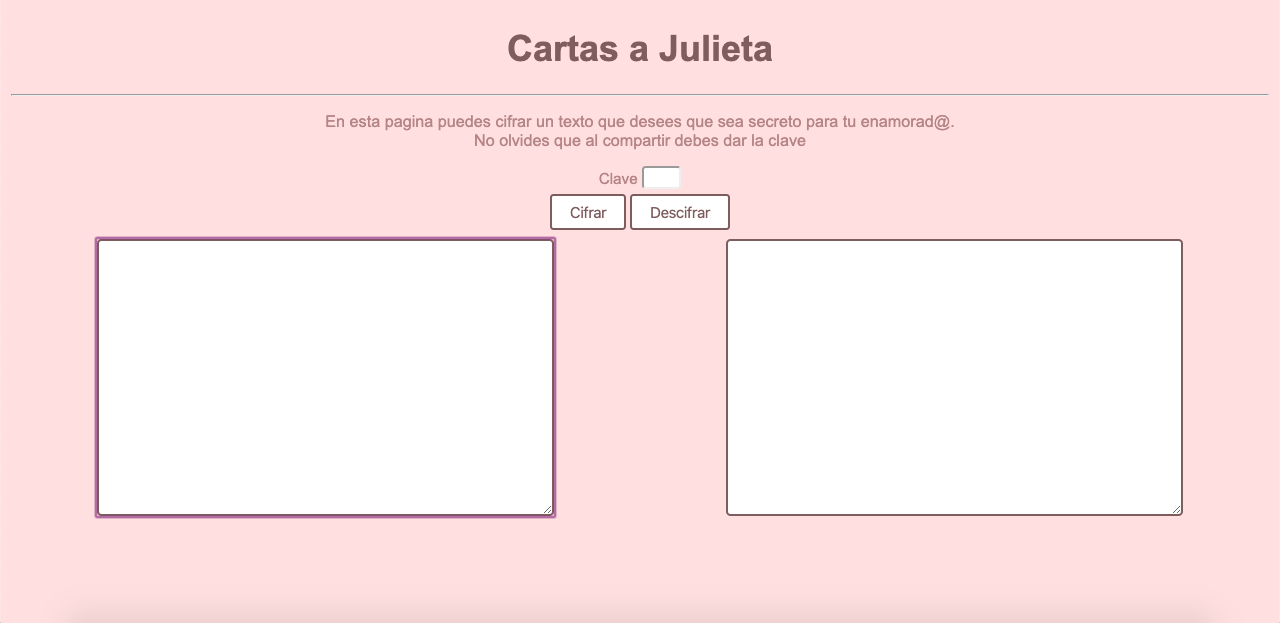 Cartas a Julieta
En esta pagina puedes cifrar un texto que desees que sea secreto para tu enamorad@.
No olvides que al compartir debes dar la clave
Clave
Cifrar Descifrar